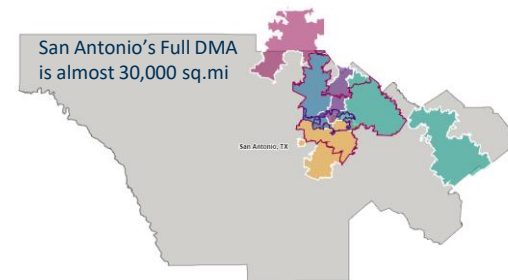 San Antonio's Full DMA
is almost 30,000 sq.mi
San Antonio, TX